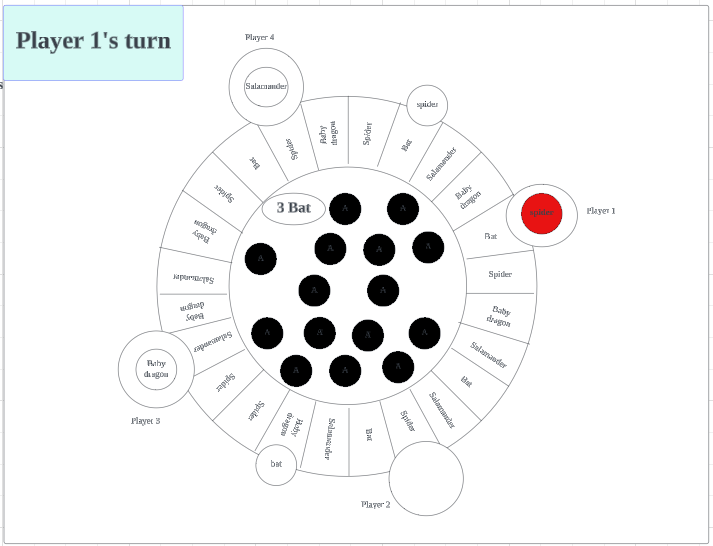 Player 1's turn
s
Player 4
Salamander
spider
Baby
dragon
Spider
Bat
Spider
Salamander
Bat
Baby
dragon
Spider
spider
Player 1
3 Bat
A
A
Baby
dragon
Bat
A
A
A
A
Salamander
Spider
A
A
Baby
dragon
Baby
dragon
Salamander
A
A
A
A
Salamander
Baby
dragon
A
A
A
Bat
Spider
Salamander
Spider
Spider
Player 3
Baby
dragon
Salamander
Bat
bat
Player 2